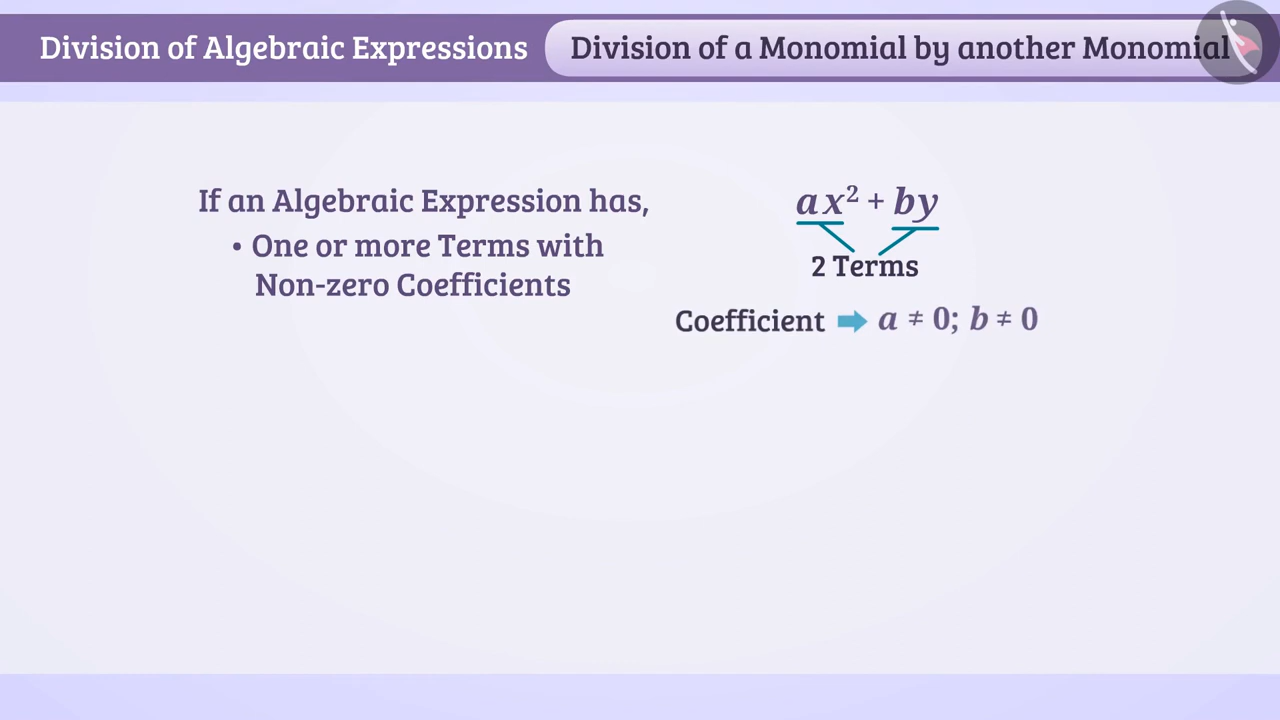 Division of Algebraic Expressions
Division of a Monomial by another Monomial
If an Algebraic Expression has,
• One or more Terms with
Non-zero Coefficients
ax² + by
2 Terms
Coefficient ➡ a ≠ 0; b ≠ 0